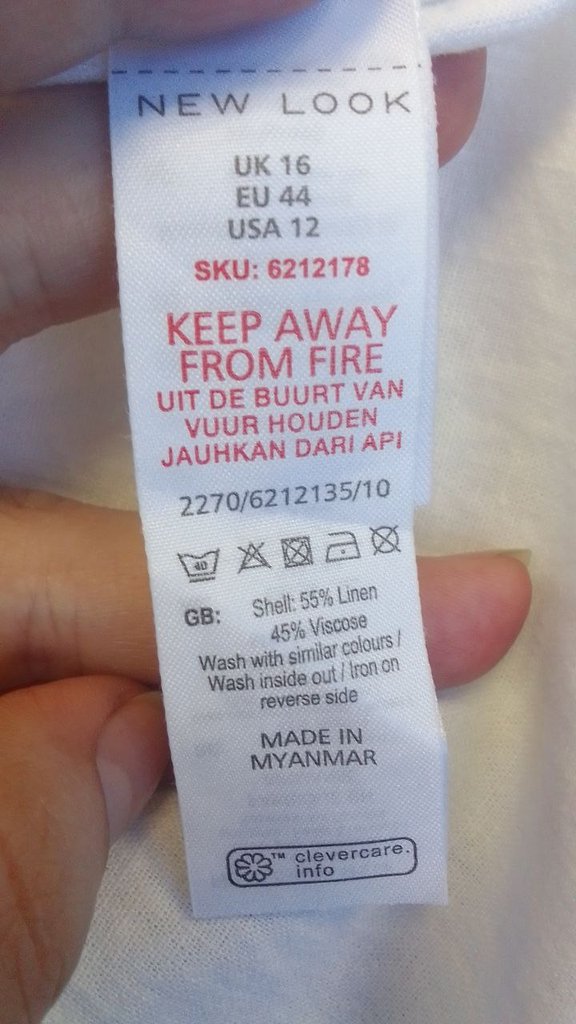 NEW LOOK
UK 16
EU 44
USA 12
SKU: 6212178
KEEP AWAY
FROM FIRE
UIT DE BUURT VAN
VUUR HOUDEN
JAUHKAN DARI API
2270/6212135/10
40
GB: Shell: 55% Linen
45% Viscose
Wash with similar colours /
Wash inside out / Iron on
reverse side
MADE IN
MYANMAR
™ clevercare.
info